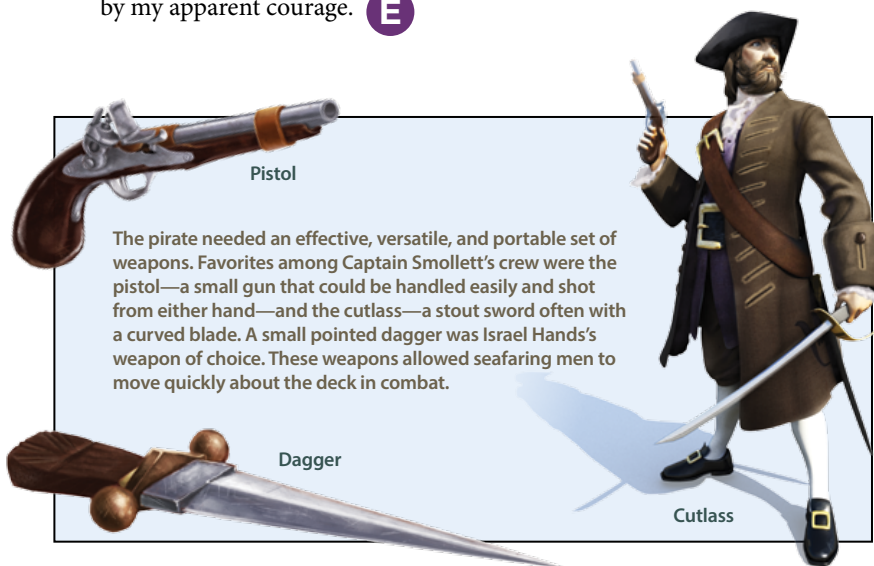 by my apparent courage. E
Pistol
The pirate needed an effective, versatile, and portable set of
weapons. Favorites among Captain Smollett’s crew were the
pistol—a small gun that could be handled easily and shot
from either hand—and the cutlass—a stout sword often with
a curved blade. A small pointed dagger was Israel Hands’s
weapon of choice. These weapons allowed seafaring men to
move quickly about the deck in combat.
Dagger
Cutlass